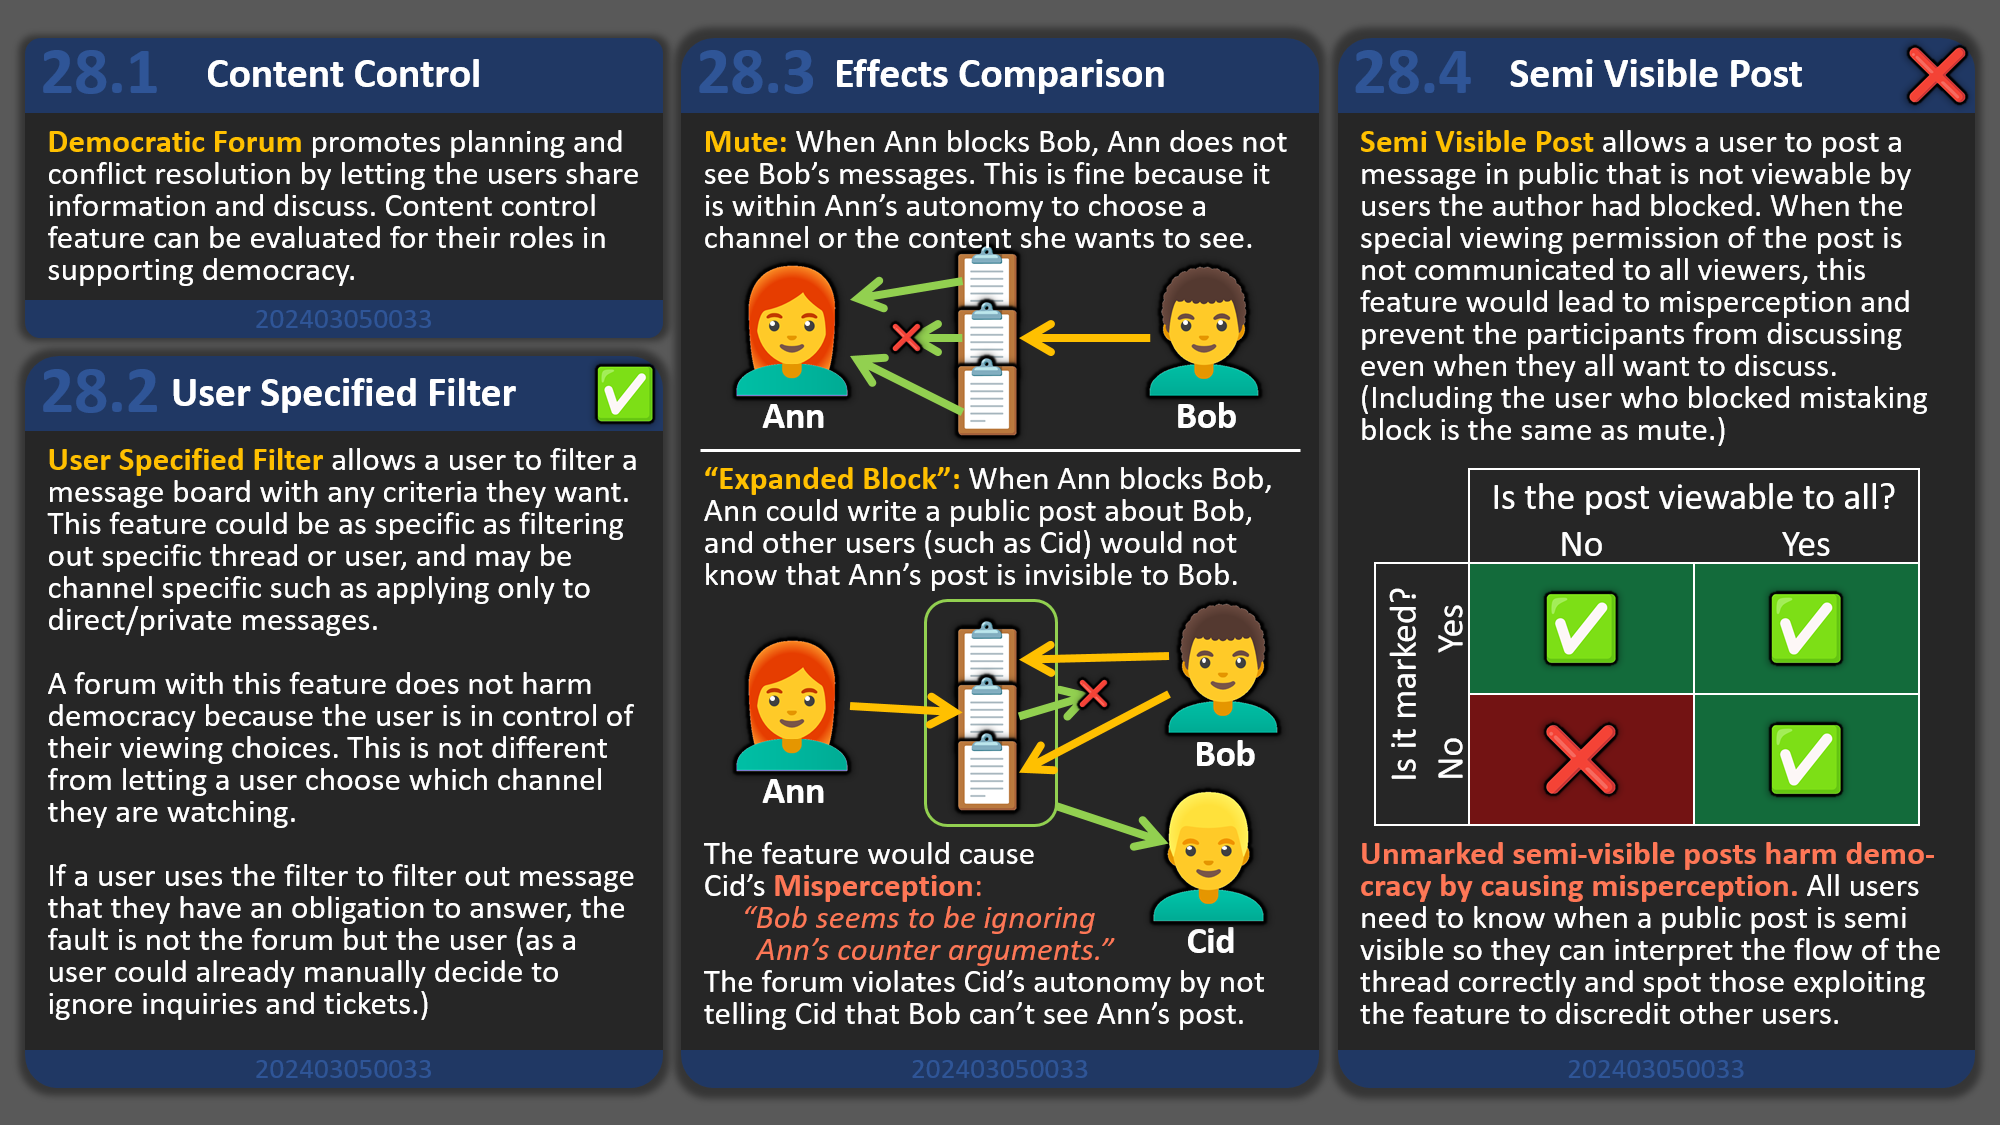 28.1 Content Control
Democratic Forum promotes planning and
conflict resolution by letting the users share
information and discuss. Content control
feature can be evaluated for their roles in
supporting democracy.
202403050033
28.2 User Specified Filter
User Specified Filter allows a user to filter a
message board with any criteria they want.
This feature could be as specific as filtering
out specific thread or user, and may be
channel specific such as applying only to
direct/private messages.
A forum with this feature does not harm
democracy because the user is in control of
their viewing choices. This is not different
from letting a user choose which channel
they are watching.
If a user uses the filter to filter out message
that they have an obligation to answer, the
fault is not the forum but the user (as a
user could already manually decide to
ignore inquiries and tickets.)
202403050033
28.3 Effects Comparison
Mute: When Ann blocks Bob, Ann does not
see Bob’s messages. This is fine because it
is within Ann’s autonomy to choose a
channel or the content she wants to see.
Ann
Bob
“Expanded Block”: When Ann blocks Bob,
Ann could write a public post about Bob,
and other users (such as Cid) would not
know that Ann’s post is invisible to Bob.
Bob
Ann
The feature would cause
Cid’s Misperception:
“Bob seems to be ignoring
Ann’s counter arguments.”
Cid
The forum violates Cid’s autonomy by not
telling Cid that Bob can’t see Ann’s post.
202403050033
28.4 Semi Visible Post
Semi Visible Post allows a user to post a
message in public that is not viewable by
users the author had blocked. When the
special viewing permission of the post is
not communicated to all viewers, this
feature would lead to misperception and
prevent the participants from discussing
even when they all want to discuss.
(Including the user who blocked mistaking
block is the same as mute.)
Is the post viewable to all?
No Yes
Is it marked?
Yes
No
Unmarked semi-visible posts harm demo-
cracy by causing misperception. All users
need to know when a public post is semi
visible so they can interpret the flow of the
thread correctly and spot those exploiting
the feature to discredit other users.
202403050033